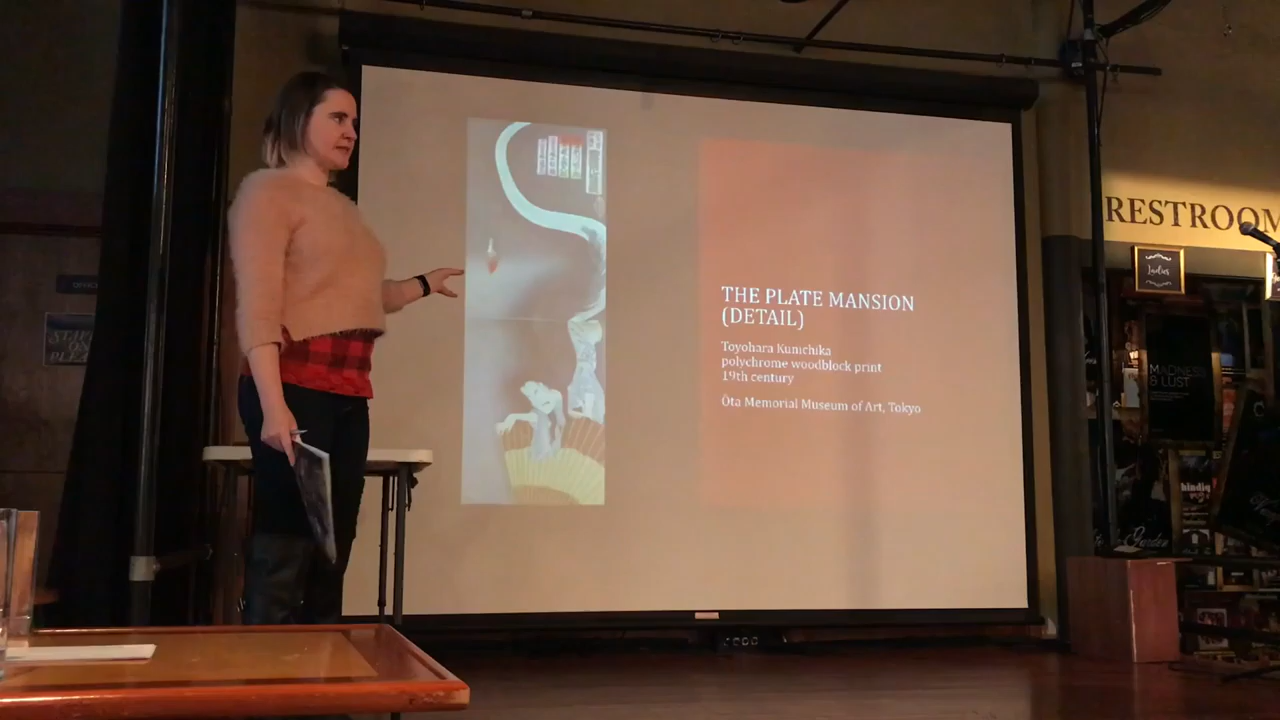 THE PLATE MANSION
(DETAIL)
Toyohara Kunichika
polychrome woodblock print
19th century
Ōta Memorial Museum of Art, Tokyo
RESTROOM
Ladies
MADNESS
& LUST